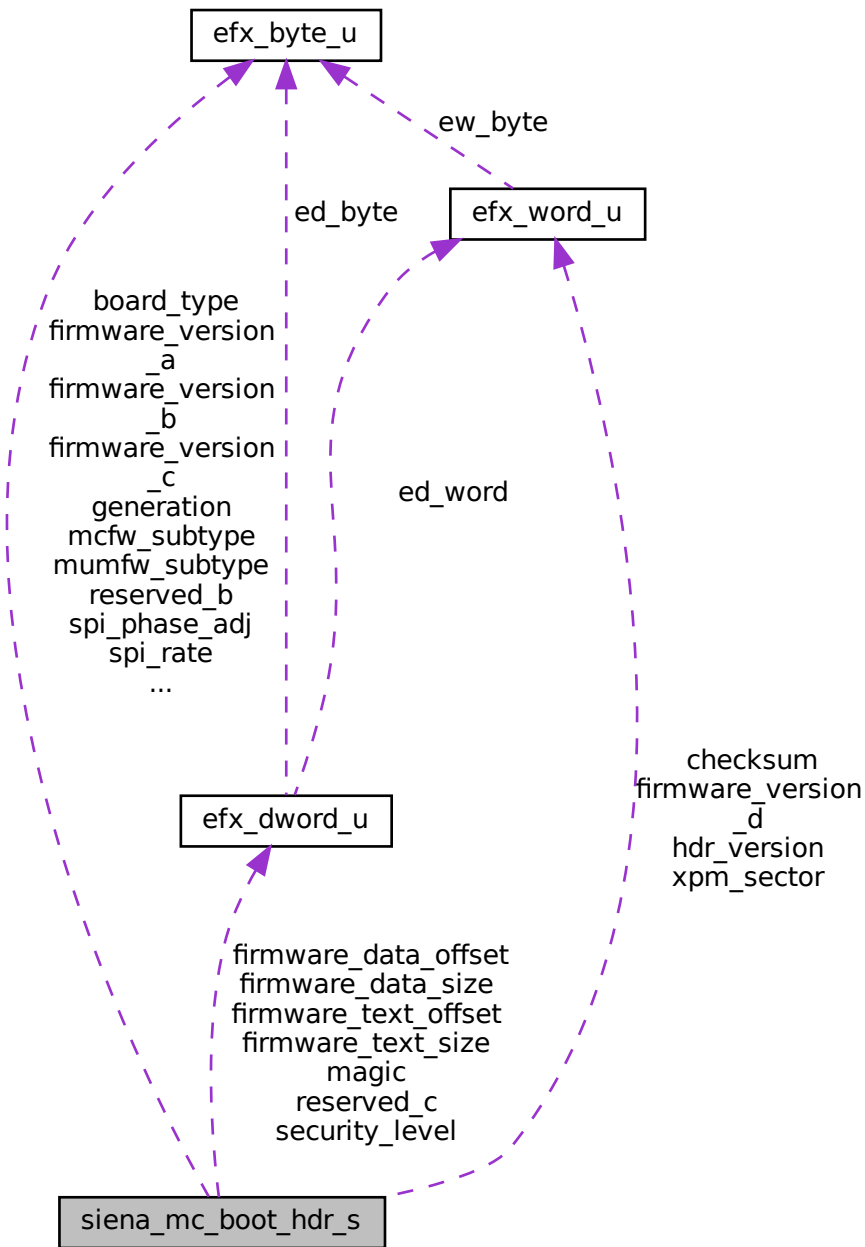 efx_byte_u
ew_byte
efx_word_u
ed_byte
board_type
firmware_version
_a
firmware_version
_b
firmware_version
_c
generation
mcfw_subtype
mumfw_subtype
reserved_b
spi_phase_adj
spi_rate
...
ed_word
checksum
firmware_version
_d
hdr_version
xpm_sector
efx_dword_u
firmware_data_offset
firmware_data_size
firmware_text_offset
firmware_text_size
magic
reserved_c
security_level
siena_mc_boot_hdr_s